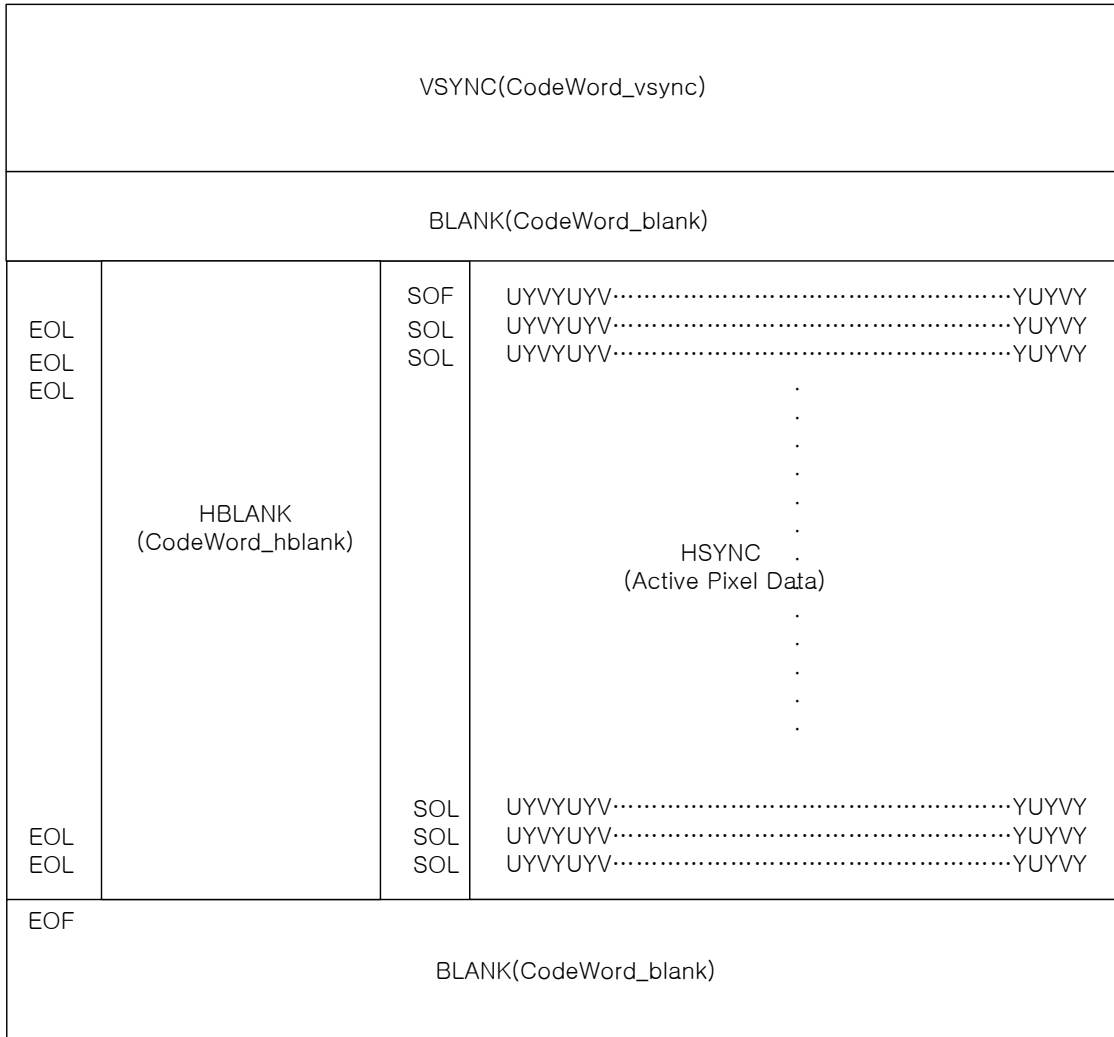 VSYNC(CodeWord_vsync)
BLANK(CodeWord_blank)
SOF UYVYUYV……………………………………………YUYVY
EOL SOL UYVYUYV……………………………………………YUYVY
EOL SOL UYVYUYV……………………………………………YUYVY
EOL
HBLANK
(CodeWord_hblank)
HSYNC
(Active Pixel Data)
SOL UYVYUYV……………………………………………YUYVY
EOL SOL UYVYUYV……………………………………………YUYVY
EOL SOL UYVYUYV……………………………………………YUYVY
EOF
BLANK(CodeWord_blank)